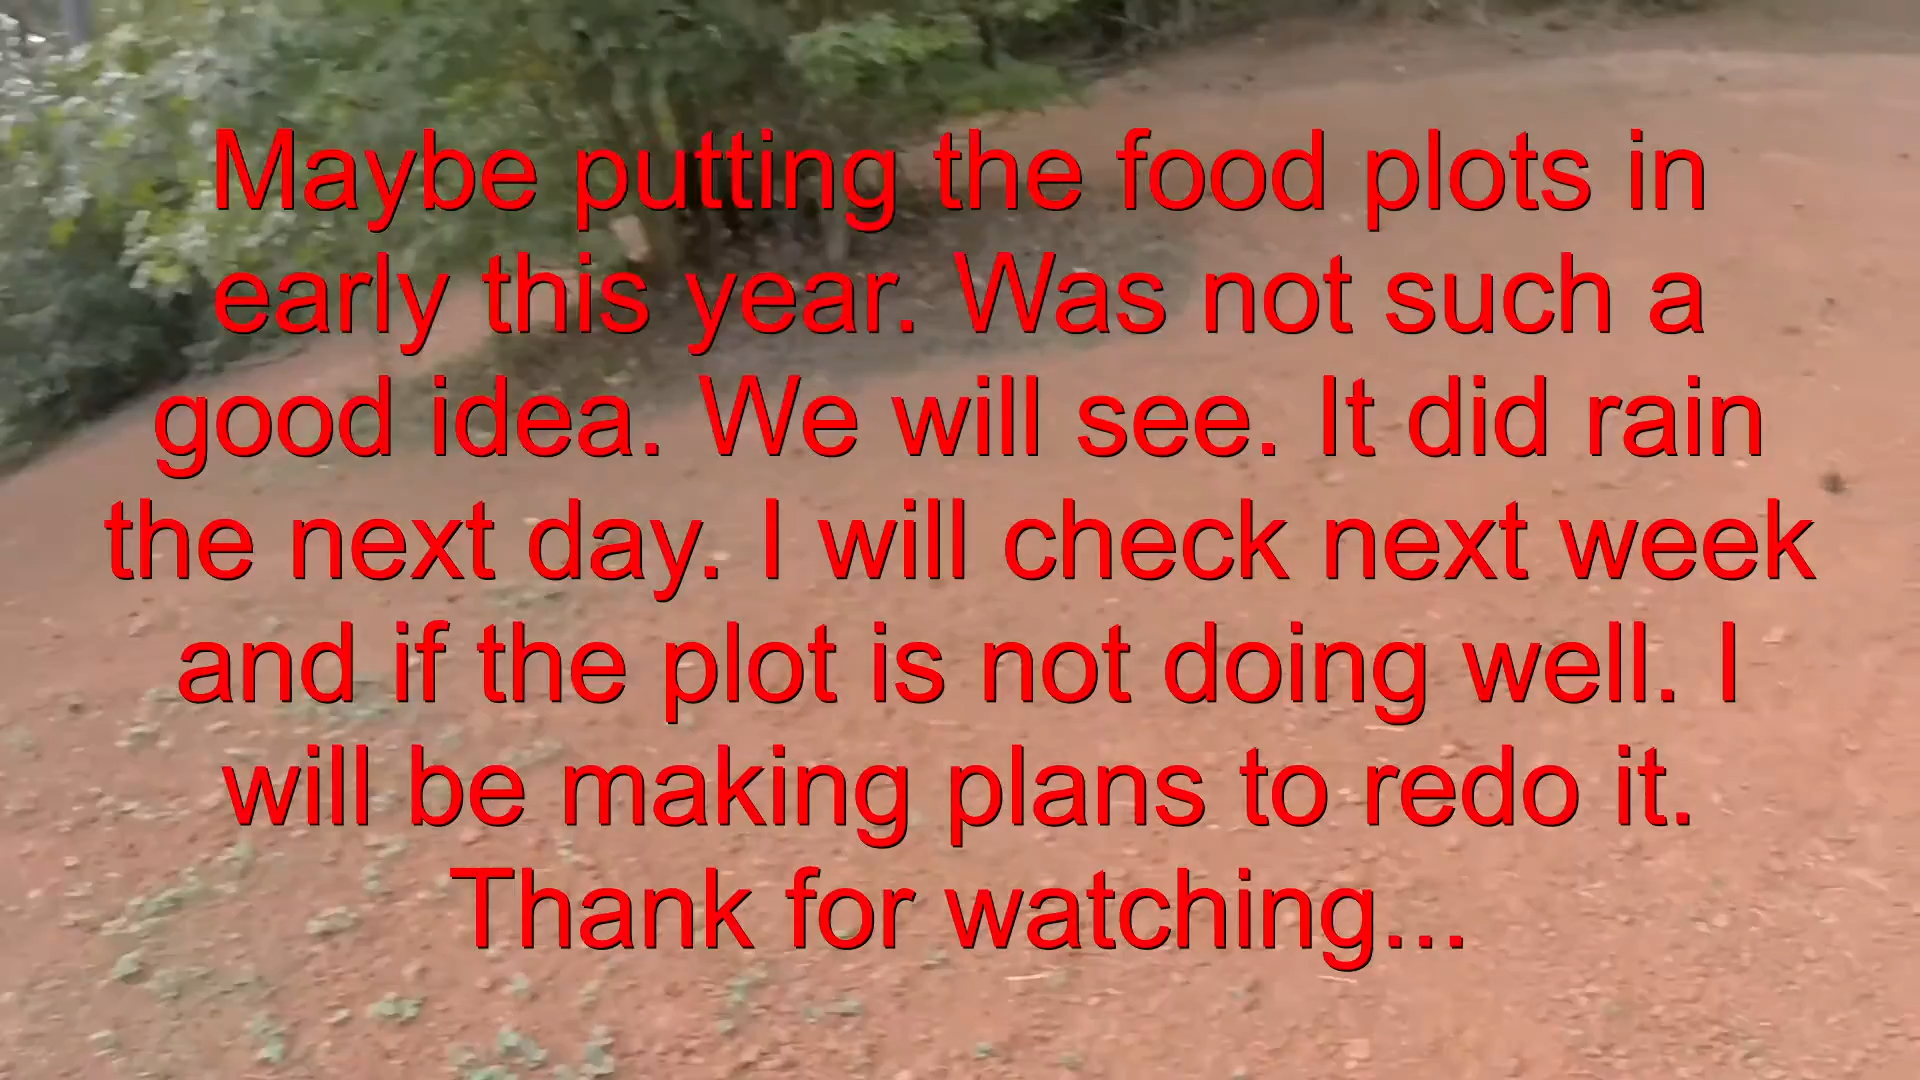 Maybe putting the food plots in
early this year. Was not such a
good idea. We will see. It did rain
the next day. I will check next week
and if the plot is not doing well. I
will be making plans to redo it.
Thank for watching...